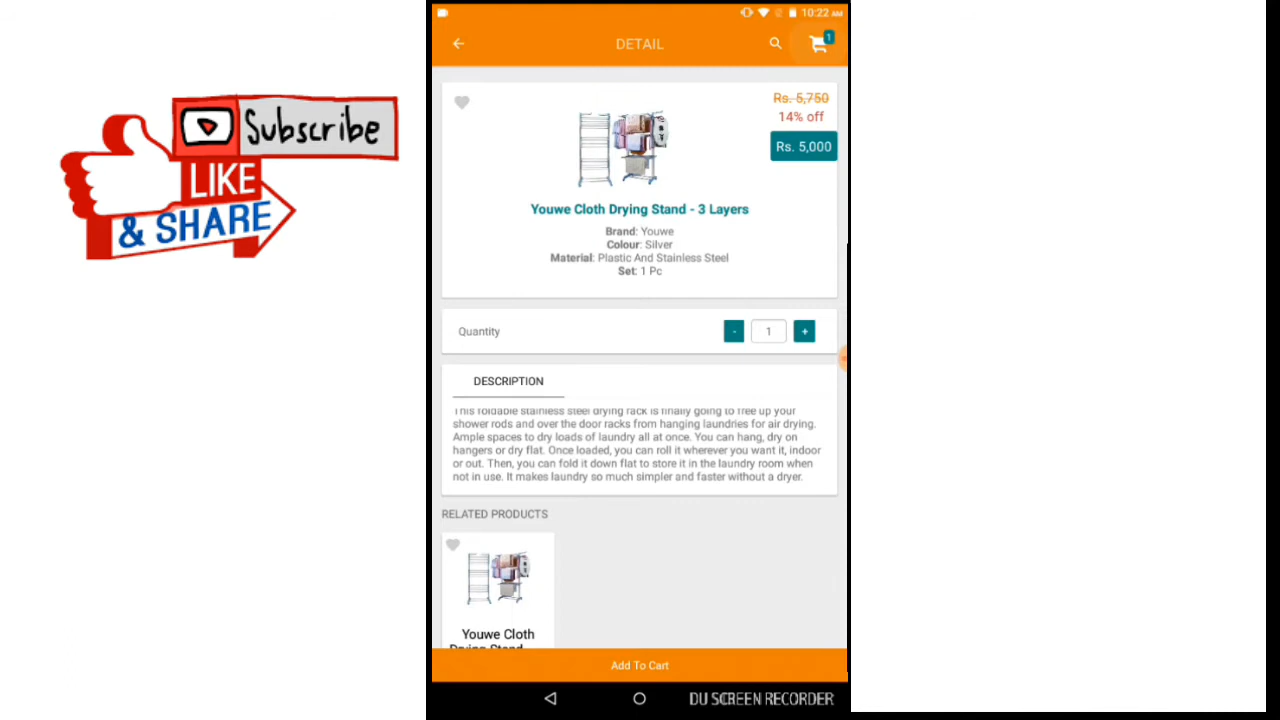 10:22 AM
DETAIL
1
Rs. 5,750
14% off
Rs. 5,000
Youwe Cloth Drying Stand - 3 Layers
Brand: Youwe
Colour: Silver
Material: Plastic And Stainless Steel
Set: 1 Pc
Quantity
- 1 +
DESCRIPTION
This foldable stainless steel drying rack is finally going to free up your
shower rods and over the door racks from hanging laundries for air drying.
Ample spaces to dry loads of laundry all at once. You can hang, dry on
hangers or dry flat. Once loaded, you can roll it wherever you want it, indoor
or out. Then, you can fold it down flat to store it in the laundry room when
not in use. It makes laundry so much simpler and faster without a dryer.
RELATED PRODUCTS
Youwe Cloth
Drying Stand
Add To Cart
DU SCREEN RECORDER
Subscribe
LIKE
& SHARE